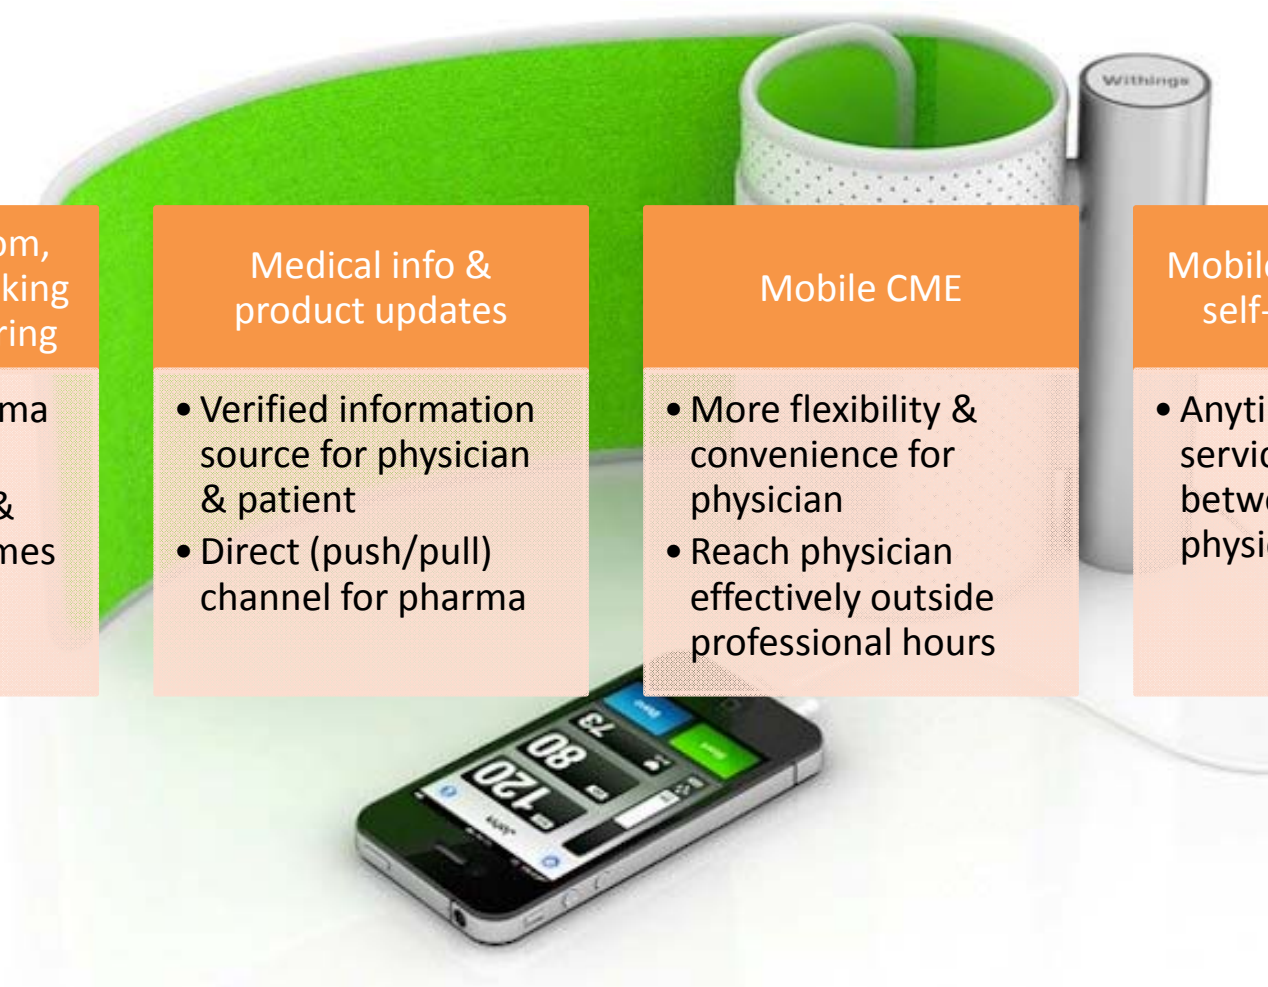 Withings
Medical info &
product updates
• Verified information
source for physician
& patient
• Direct (push/pull)
channel for pharma
Mobile CME
• More flexibility &
convenience for
physician
• Reach physician
effectively outside
professional hours
self-
&
120
80
73